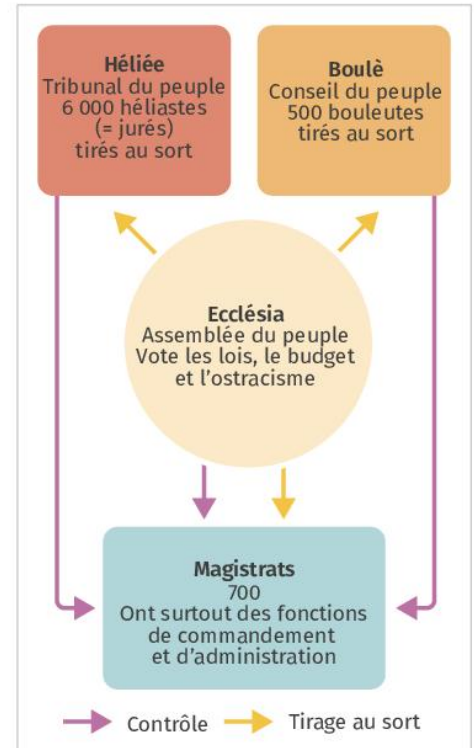 Héliée
Tribunal du peuple
6 000 héliastes
(= jurés)
tirés au sort
Boulè
Conseil du peuple
500 bouleutes
tirés au sort
Ecclésia
Assemblée du peuple
Vote les lois, le budget
et l’ostracisme
Magistrats
700
Ont surtout des fonctions
de commandement
et d’administration
Contrôle
Tirage au sort